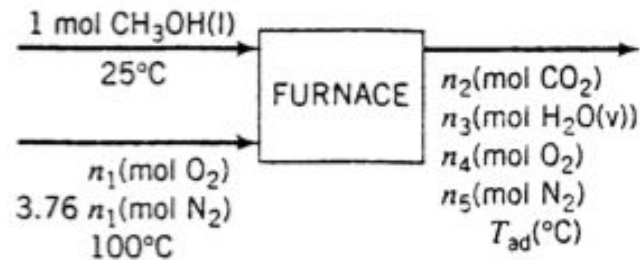 1 mol CH₃OH(l)
25°C
FURNACE
n₁(mol O₂)
3.76 n₁(mol N₂)
100°C
n₂(mol CO₂)
n₃(mol H₂O(v))
n₄(mol O₂)
n₅(mol N₂)
T_ad(°C)